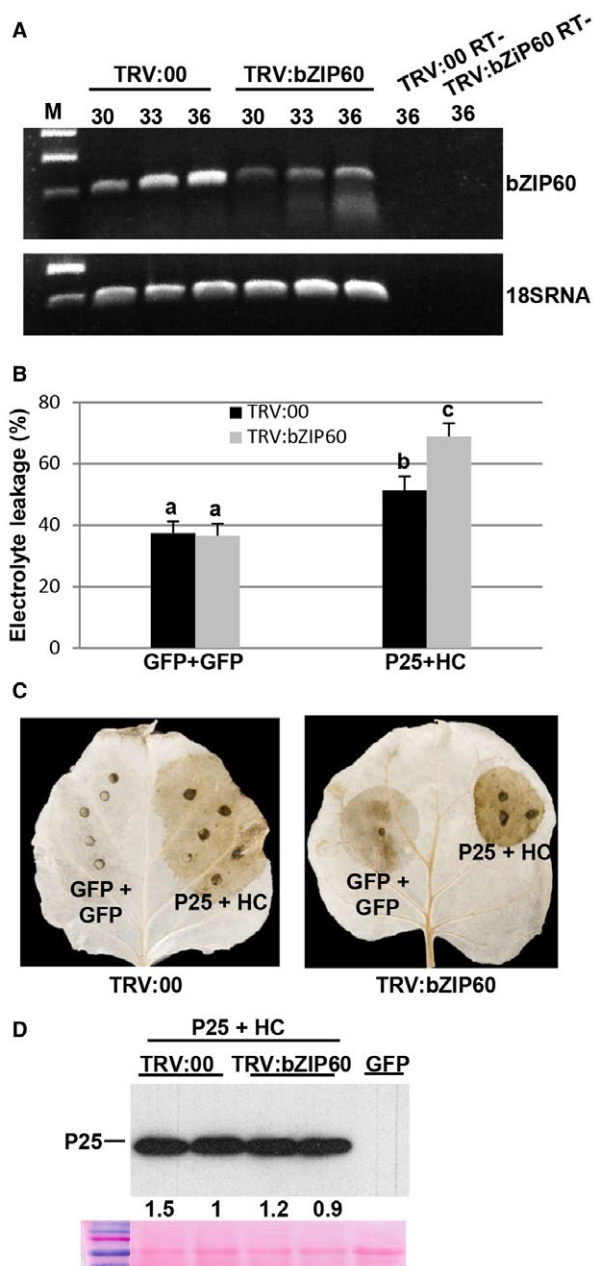 A
TRV:00 TRV:bZIP60 TRV:00 RT- TRV:bZiP60 RT-
M 30 33 36 30 33 36 36 36
bZIP60
18SRNA
B
Electrolyte leakage (%)
80
60
40
20
0
TRV:00
TRV:bZIP60
a a b c
GFP+GFP P25+HC
C
GFP +
GFP
P25 + HC
GFP +
GFP
P25 + HC
TRV:00 TRV:bZIP60
D
P25 + HC
TRV:00 TRV:bZIP60 GFP
P25
1.5 1 1.2 0.9